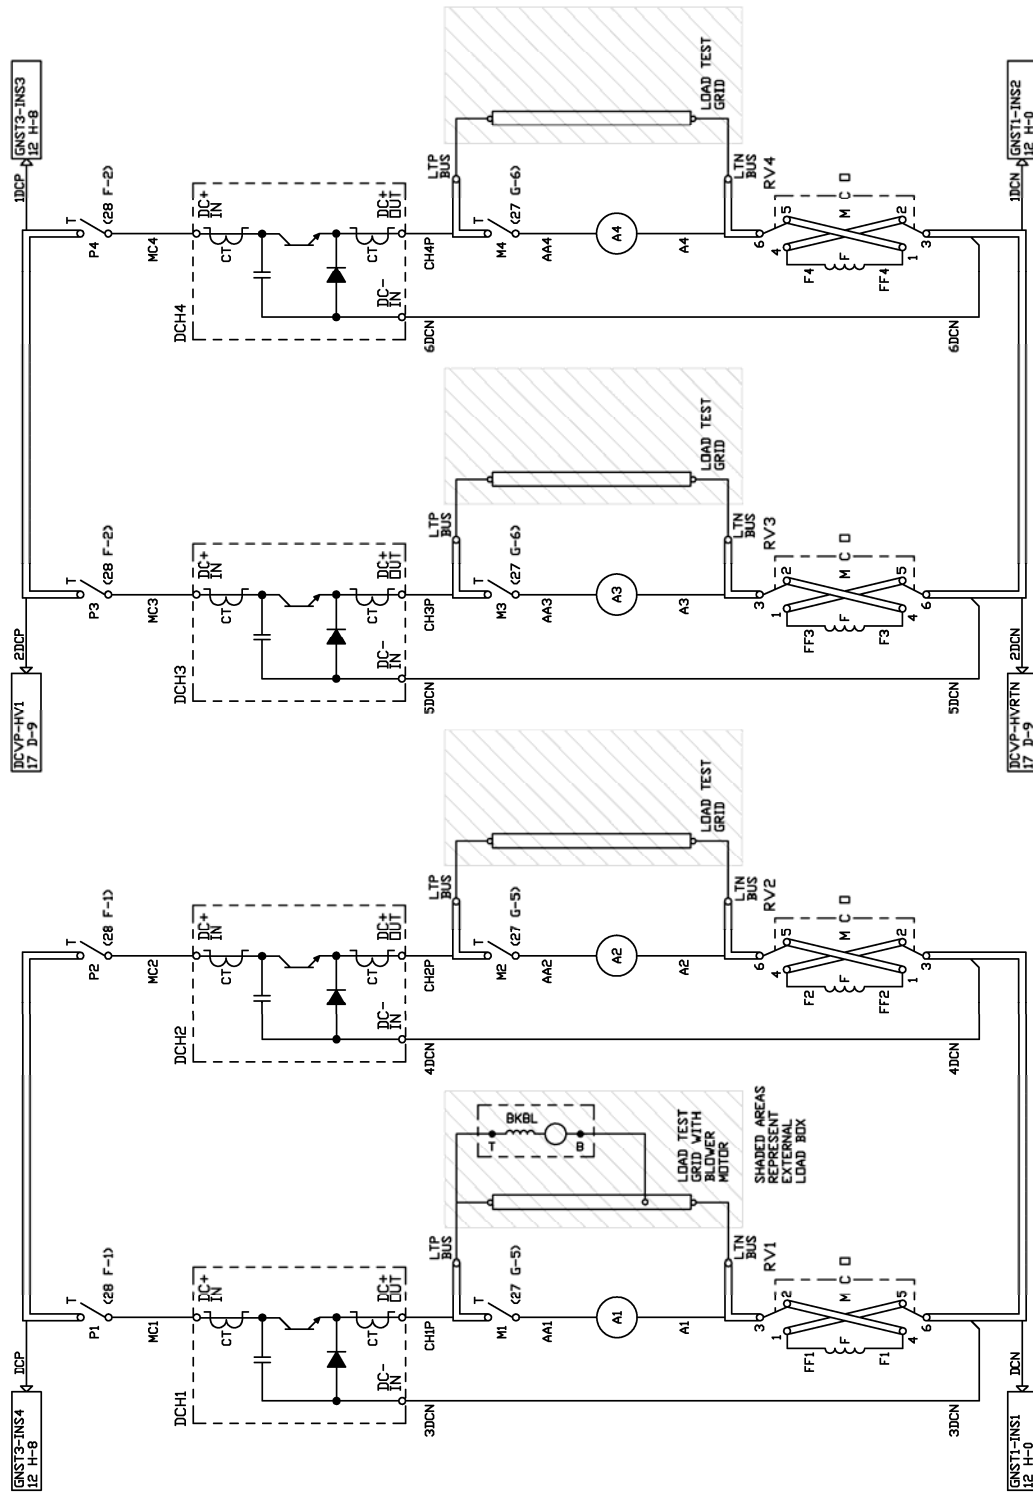 GNST3-INS4
12 H-8
DCP
P1
T
(28 F-1)
MC1
DCH1
DC+
IN
CT
CT
DC+
OUT
DC-
IN
3DCN
CH1P
LTP
BUS
M1
T
(27 G-5)
AA1
A1
A1
BKBL
T
B
LOAD TEST
GRID WITH
BLOWER
MOTOR
SHADED AREAS
REPRESENT
EXTERNAL
LOAD BOX
LTN
BUS
RV1
3
2
1
M C O
F
FF1
F1
5
4
6
3DCN
DCN
GNST1-INS1
12 H-0
P2
T
(28 F-1)
MC2
DCH2
DC+
IN
CT
CT
DC+
OUT
DC-
IN
4DCN
CH2P
LTP
BUS
M2
T
(27 G-5)
AA2
A2
A2
LOAD TEST
GRID
LTN
BUS
RV2
6
5
4
M C O
F
F2
FF2
2
1
3
4DCN
DCVP-HV1
17 D-9
2DCP
P3
T
(28 F-2)
MC3
DCH3
DC+
IN
CT
CT
DC+
OUT
DC-
IN
5DCN
CH3P
LTP
BUS
M3
T
(27 G-6)
AA3
A3
A3
LOAD TEST
GRID
LTN
BUS
RV3
3
2
1
M C O
F
FF3
F3
5
4
6
5DCN
2DCN
DCVP-HVRTN
17 D-9
GNST3-INS3
12 H-8
1DCP
P4
T
(28 F-2)
MC4
DCH4
DC+
IN
CT
CT
DC+
OUT
DC-
IN
6DCN
CH4P
LTP
BUS
M4
T
(27 G-6)
AA4
A4
A4
LOAD TEST
GRID
LTN
BUS
RV4
6
5
4
M C O
F
F4
FF4
2
1
3
6DCN
1DCN
GNST1-INS2
12 H-0